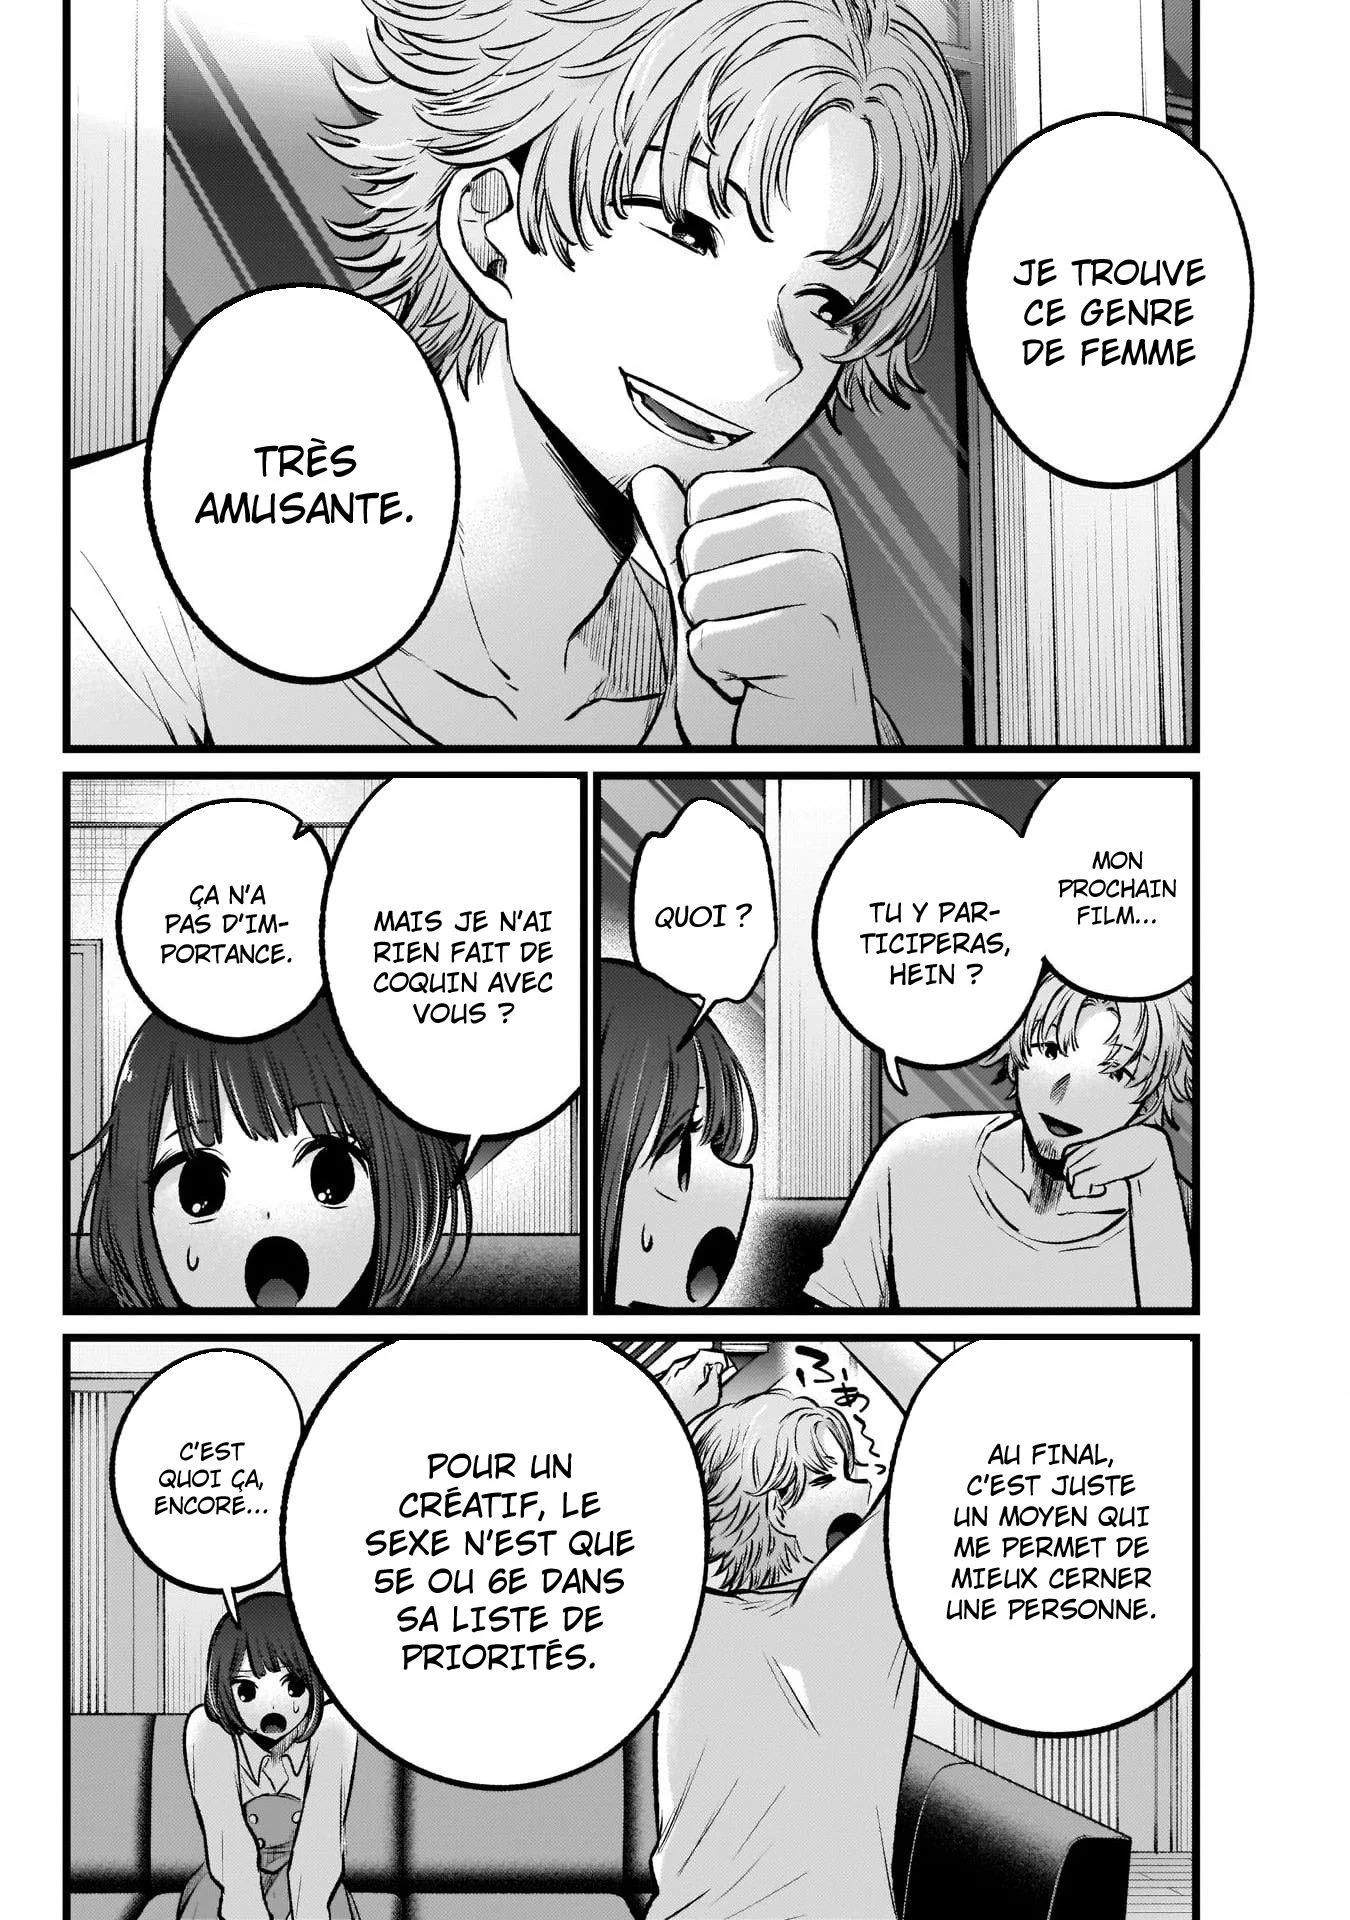 JE TROUVE
CE GENRE
DE FEMME
TRÈS
AMUSANTE.
MON
PROCHAIN
FILM...
TU Y PAR-
TICIPERAS,
HEIN ?
QUOI ?
MAIS JE N'AI
RIEN FAIT DE
COQUIN AVEC
VOUS ?
ÇA N'A
PAS D'IM-
PORTANCE.
AU FINAL,
C'EST JUSTE
UN MOYEN QUI
ME PERMET DE
MIEUX CERNER
UNE PERSONNE.
ふぁ〜
POUR UN
CRÉATIF, LE
SEXE N'EST QUE
5E OU 6E DANS
SA LISTE DE
PRIORITÉS.
C'EST
QUOI ÇA,
ENCORE...